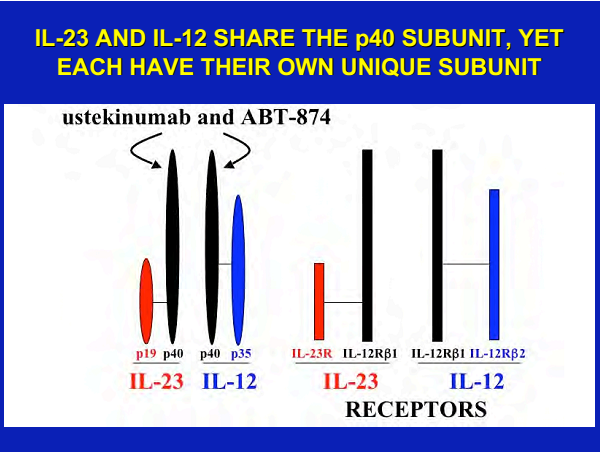 IL-23 AND IL-12 SHARE THE p40 SUBUNIT, YET
EACH HAVE THEIR OWN UNIQUE SUBUNIT
ustekinumab and ABT-874
p19 p40 p40 p35 IL-23R IL-12Rβ1 IL-12Rβ1 IL-12Rβ2
IL-23 IL-12 IL-23 IL-12
RECEPTORS